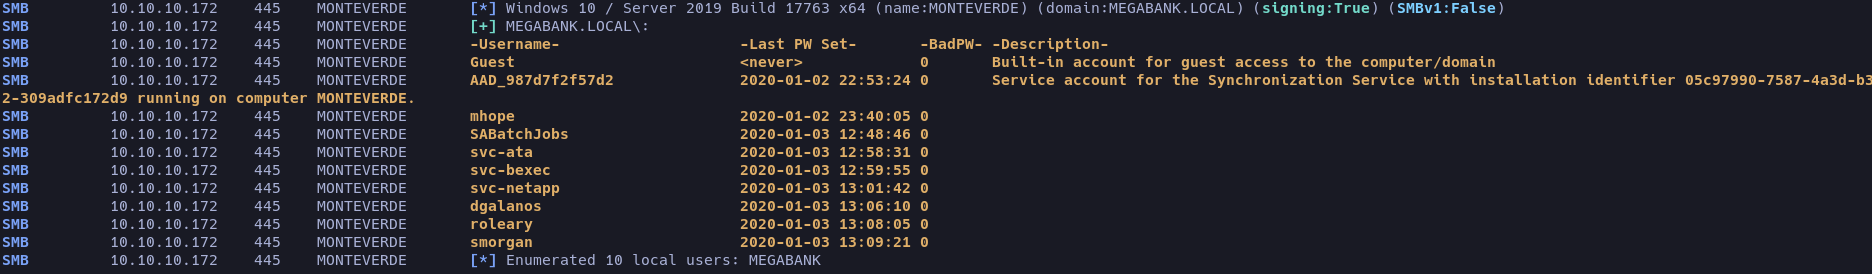 SMB 10.10.10.172 445 MONTEVERDE [*] Windows 10 / Server 2019 Build 17763 x64 (name:MONTEVERDE) (domain:MEGABANK.LOCAL) (signing:True) (SMBv1:False)
SMB 10.10.10.172 445 MONTEVERDE [+] MEGABANK.LOCAL\:
SMB 10.10.10.172 445 MONTEVERDE -Username- -Last PW Set- -BadPW- -Description-
SMB 10.10.10.172 445 MONTEVERDE Guest <never> 0 Built-in account for guest access to the computer/domain
SMB 10.10.10.172 445 MONTEVERDE AAD_987d7f2f57d2 2020-01-02 22:53:24 0 Service account for the Synchronization Service with installation identifier 05c97990-7587-4a3d-b3
2-309adfc172d9 running on computer MONTEVERDE.
SMB 10.10.10.172 445 MONTEVERDE mhope 2020-01-02 23:40:05 0
SMB 10.10.10.172 445 MONTEVERDE SABatchJobs 2020-01-03 12:48:46 0
SMB 10.10.10.172 445 MONTEVERDE svc-ata 2020-01-03 12:58:31 0
SMB 10.10.10.172 445 MONTEVERDE svc-bexec 2020-01-03 12:59:55 0
SMB 10.10.10.172 445 MONTEVERDE svc-netapp 2020-01-03 13:01:42 0
SMB 10.10.10.172 445 MONTEVERDE dgalanos 2020-01-03 13:06:10 0
SMB 10.10.10.172 445 MONTEVERDE roleary 2020-01-03 13:08:05 0
SMB 10.10.10.172 445 MONTEVERDE smorgan 2020-01-03 13:09:21 0
SMB 10.10.10.172 445 MONTEVERDE [*] Enumerated 10 local users: MEGABANK